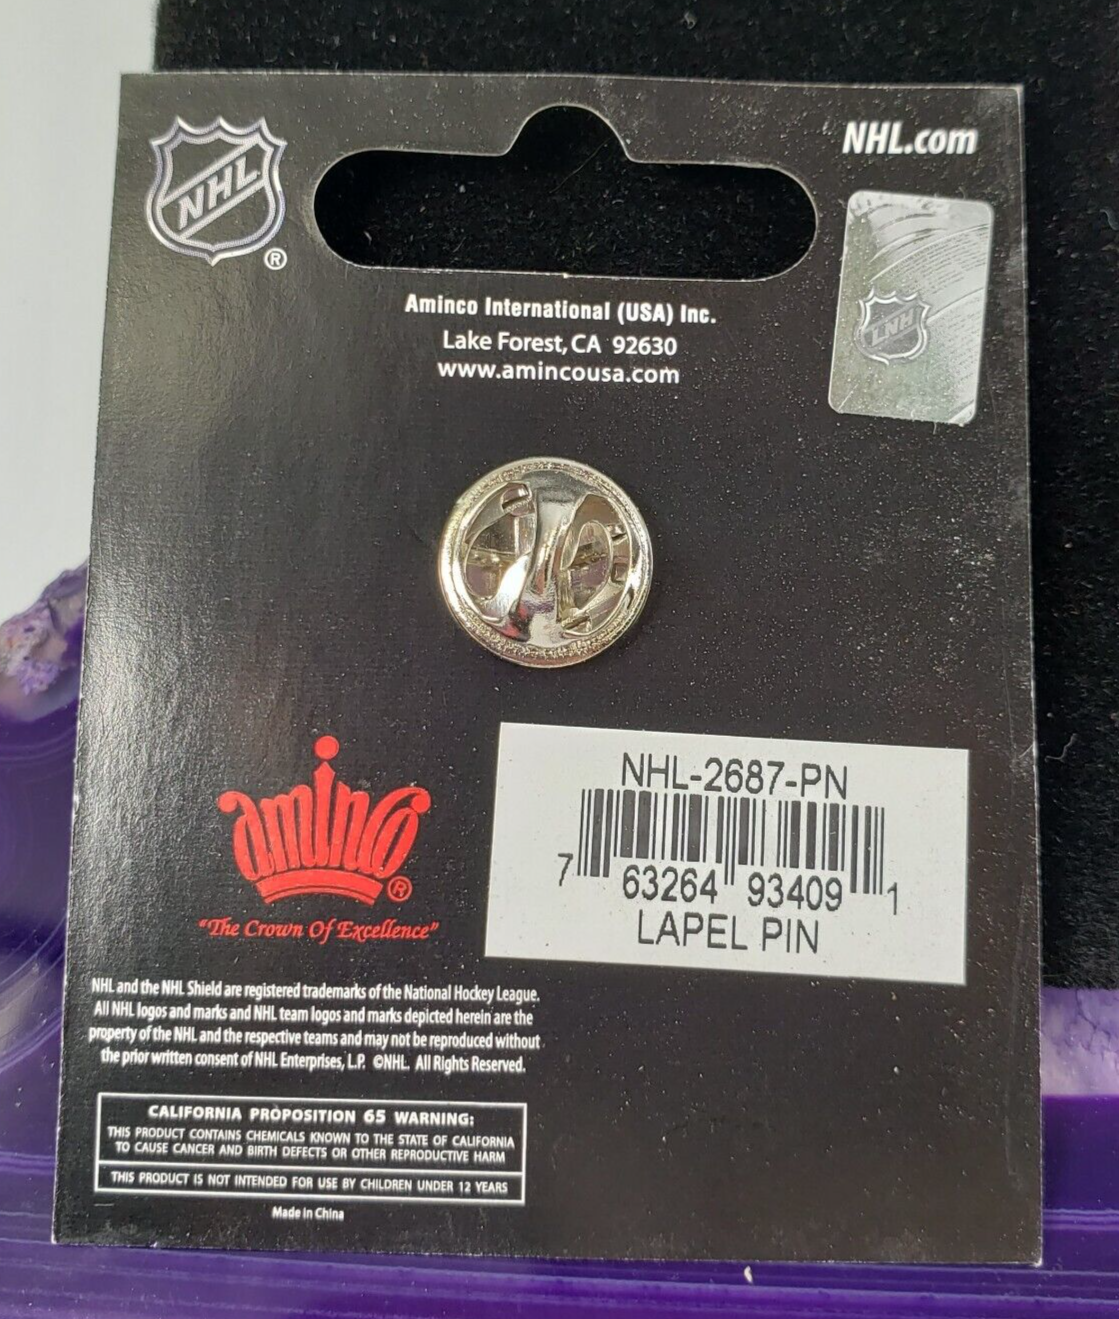 NHL
®
NHL.com
NHL
Aminco International (USA) Inc.
Lake Forest, CA 92630
www.amincousa.com
NHL-2687-PN
7 63264 93409 1
LAPEL PIN
aminco®
"The Crown Of Excellence"
NHL and the NHL Shield are registered trademarks of the National Hockey League.
All NHL logos and marks and NHL team logos and marks depicted herein are the
property of the NHL and the respective teams and may not be reproduced without
the prior written consent of NHL Enterprises, L.P. ©NHL. All Rights Reserved.
CALIFORNIA PROPOSITION 65 WARNING:
THIS PRODUCT CONTAINS CHEMICALS KNOWN TO THE STATE OF CALIFORNIA
TO CAUSE CANCER AND BIRTH DEFECTS OR OTHER REPRODUCTIVE HARM
THIS PRODUCT IS NOT INTENDED FOR USE BY CHILDREN UNDER 12 YEARS
Made in China